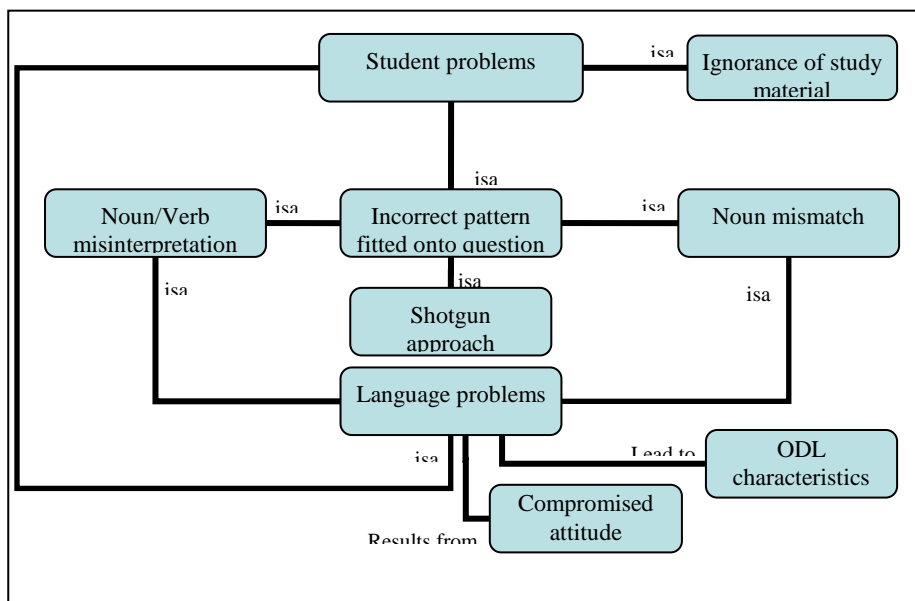 Student problems
isa
Ignorance of study
material
isa
Noun/Verb
misinterpretation
isa
Incorrect pattern
fitted onto question
isa
Noun mismatch
isa
isa
isa
Shotgun
approach
Language problems
isa
Lead to
ODL
characteristics
Compromised
attitude
Results from